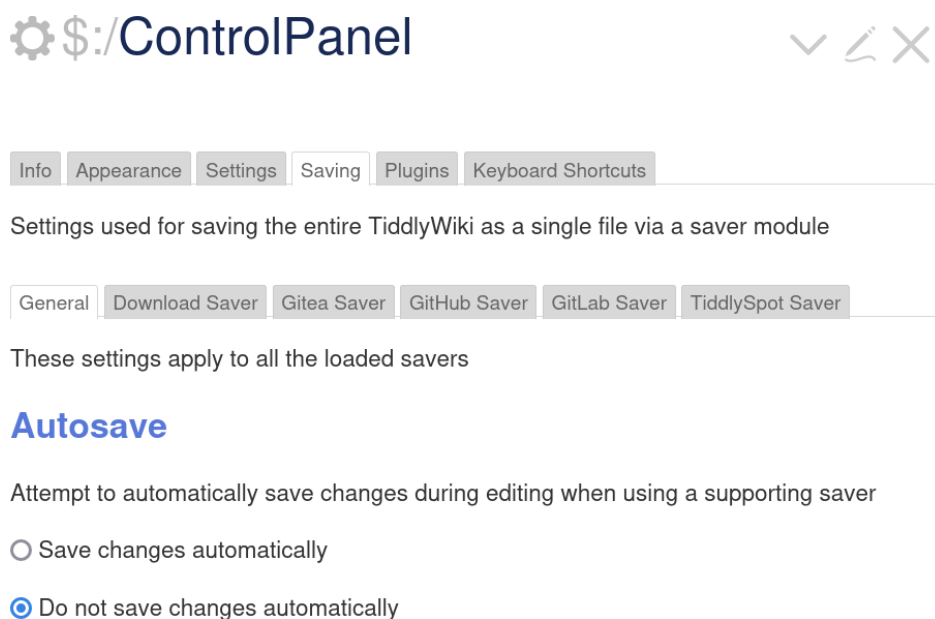 $:/ControlPanel
Info Appearance Settings Saving Plugins Keyboard Shortcuts
Settings used for saving the entire TiddlyWiki as a single file via a saver module
General Download Saver Gitea Saver GitHub Saver GitLab Saver TiddlySpot Saver
These settings apply to all the loaded savers
Autosave
Attempt to automatically save changes during editing when using a supporting saver
Save changes automatically
Do not save changes automatically